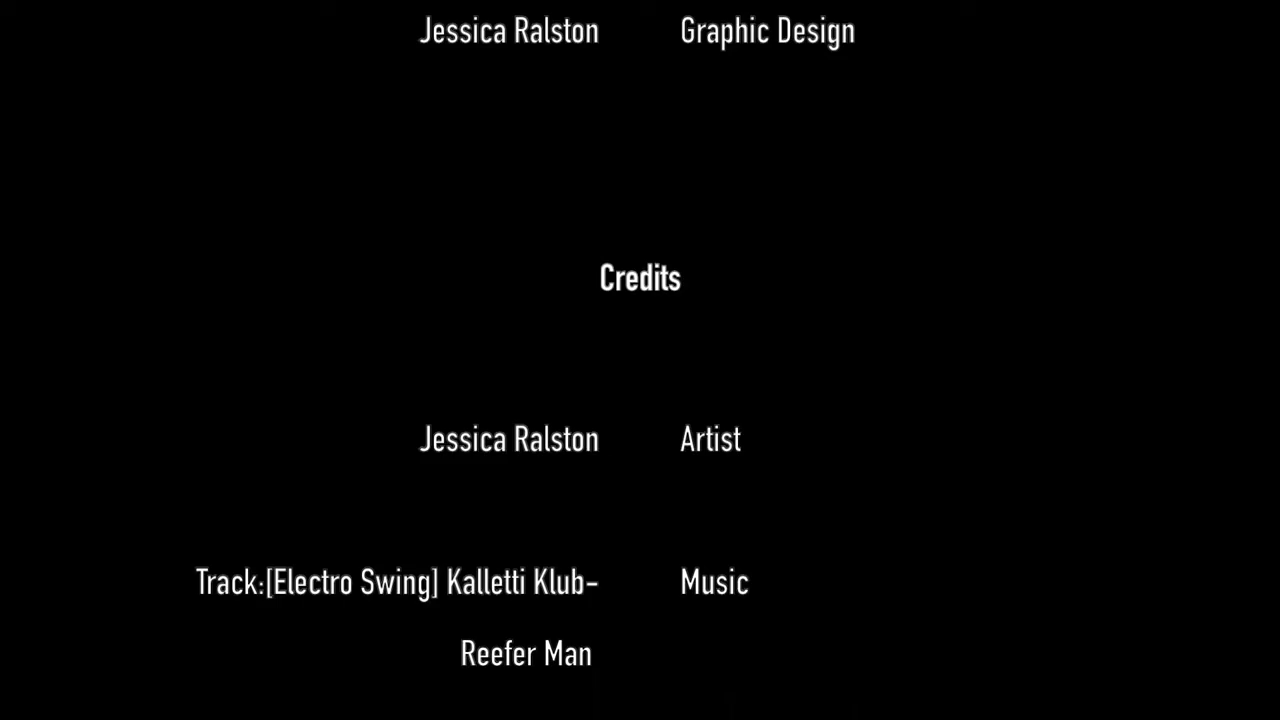 Jessica Ralston Graphic Design
Credits
Jessica Ralston Artist
Track:[Electro Swing] Kalletti Klub- Music
Reefer Man